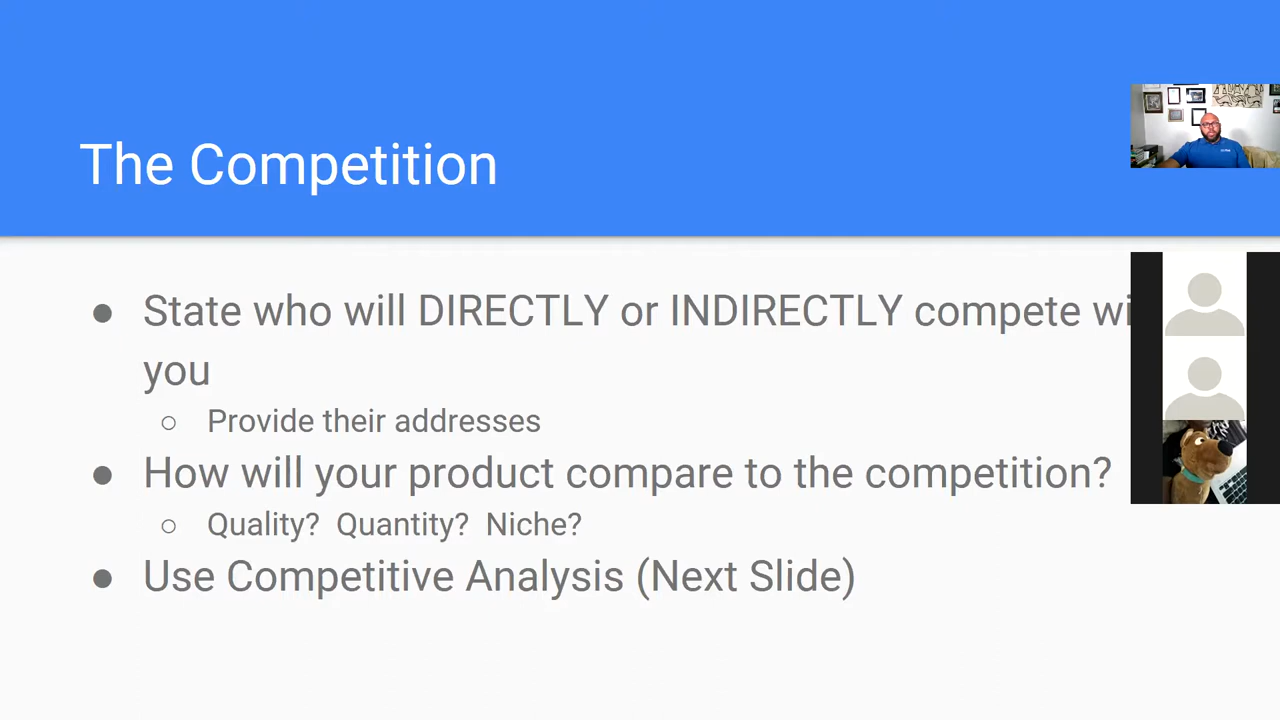 The Competition
● State who will DIRECTLY or INDIRECTLY compete
you
○ Provide their addresses
● How will your product compare to the competition?
○ Quality? Quantity? Niche?
● Use Competitive Analysis (Next Slide)